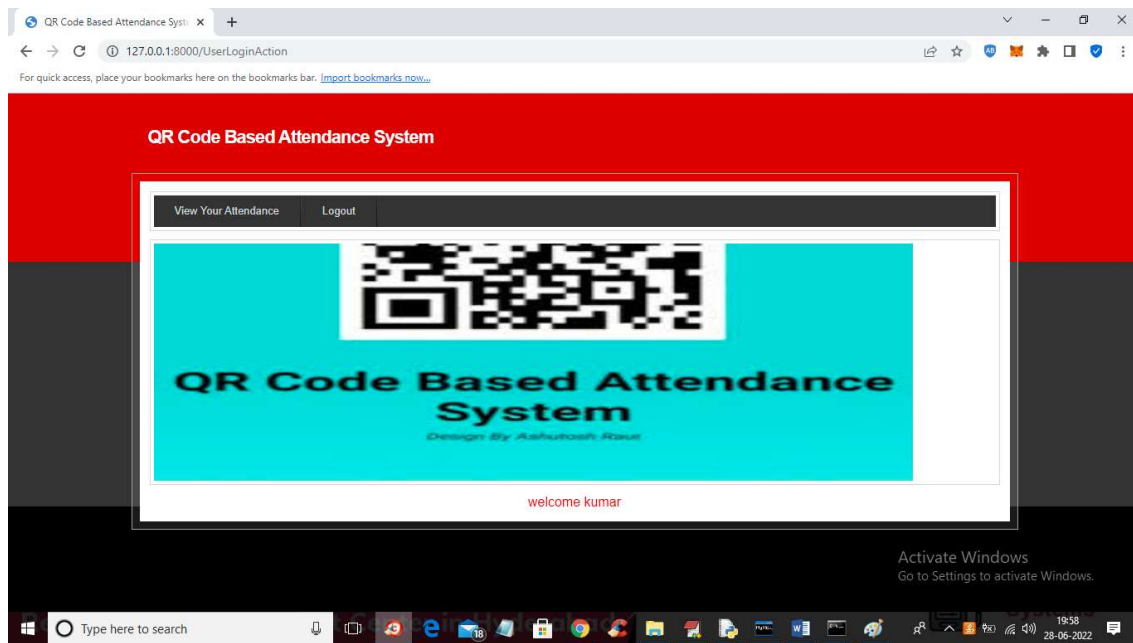 QR Code Based Attendance Syst
127.0.0.1:8000/UserLoginAction
For quick access, place your bookmarks here on the bookmarks bar. Import bookmarks now...
QR Code Based Attendance System
View Your Attendance Logout
QR Code Based Attendance
System
Design By Ashutosh Raut
welcome kumar
Activate Windows
Go to Settings to activate Windows.
Type here to search
18
19:58
28-06-2022